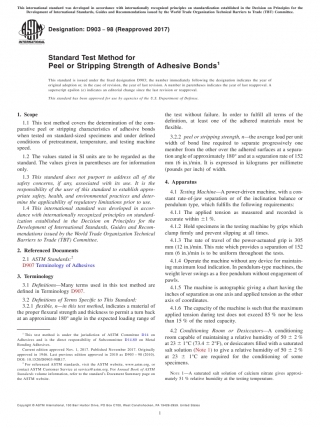 This international standard was developed in accordance with internationally recognized principles on standardization established in the Decision on Principles for the
Development of International Standards, Guides and Recommendations issued by the World Trade Organization Technical Barriers to Trade (TBT) Committee.
Designation: D903 − 98 (Reapproved 2017)
Standard Test Method for
Peel or Stripping Strength of Adhesive Bonds1
This standard is issued under the fixed designation D903; the number immediately following the designation indicates the year of
original adoption or, in the case of revision, the year of last revision. A number in parentheses indicates the year of last reapproval. A
superscript epsilon (ε) indicates an editorial change since the last revision or reapproval.
This standard has been approved for use by agencies of the U.S. Department of Defense.
1. Scope
1.1 This test method covers the determination of the com-
parative peel or stripping characteristics of adhesive bonds
when tested on standard-sized specimens and under defined
conditions of pretreatment, temperature, and testing machine
speed.
1.2 The values stated in SI units are to be regarded as the
standard. The values given in parentheses are for information
only.
1.3 This standard does not purport to address all of the
safety concerns, if any, associated with its use. It is the
responsibility of the user of this standard to establish appro-
priate safety, health, and environmental practices and deter-
mine the applicability of regulatory limitations prior to use.
1.4 This international standard was developed in accor-
dance with internationally recognized principles on standard-
ization established in the Decision on Principles for the
Development of International Standards, Guides and Recom-
mendations issued by the World Trade Organization Technical
Barriers to Trade (TBT) Committee.
2. Referenced Documents
2.1 ASTM Standards:2
D907 Terminology of Adhesives
3. Terminology
3.1 Definitions—Many terms used in this test method are
defined in Terminology D907.
3.2 Definitions of Terms Specific to This Standard:
3.2.1 flexible, n—in this test method, indicates a material of
the proper flexural strength and thickness to permit a turn back
at an approximate 180° angle in the expected loading range of
1 This test method is under the jurisdiction of ASTM Committee D14 on
Adhesives and is the direct responsibility of Subcommittee D14.80 on Metal
Bonding Adhesives.
Current edition approved Nov. 1, 2017. Published November 2017. Originally
approved in 1946. Last previous edition approved in 2010 as D903 – 98 (2010).
DOI: 10.1520/D0903-98R17.
2 For referenced ASTM standards, visit the ASTM website, www.astm.org, or
contact ASTM Customer Service at service@astm.org. For Annual Book of ASTM
Standards volume information, refer to the standard's Document Summary page on
the ASTM website.
the test without failure. In order to fulfill all terms of the
definition, at least one of the adhered materials must be
flexible.
3.2.2 peel or stripping strength, n—the average load per unit
width of bond line required to separate progressively one
member from the other over the adhered surfaces at a separa-
tion angle of approximately 180° and at a separation rate of 152
mm (6 in.)/min. It is expressed in kilograms per millimetre
(pounds per inch) of width.
4. Apparatus
4.1 Testing Machine—A power-driven machine, with a con-
stant rate-of-jaw separation or of the inclination balance or
pendulum type, which fulfills the following requirements:
4.1.1 The applied tension as measured and recorded is
accurate within ±1 %.
4.1.2 Hold specimens in the testing machine by grips which
clamp firmly and prevent slipping at all times.
4.1.3 The rate of travel of the power-actuated grip is 305
mm (12 in.)/min. This rate which provides a separation of 152
mm (6 in.)/min is to be uniform throughout the tests.
4.1.4 Operate the machine without any device for maintain-
ing maximum load indication. In pendulum-type machines, the
weight lever swings as a free pendulum without engagement of
pawls.
4.1.5 The machine is autographic giving a chart having the
inches of separation as one axis and applied tension as the other
axis of coordinates.
4.1.6 The capacity of the machine is such that the maximum
applied tension during test does not exceed 85 % nor be less
than 15 % of the rated capacity.
4.2 Conditioning Room or Desiccators—A conditioning
room capable of maintaining a relative humidity of 50 ± 2 %
at 23 ± 1°C (73.4 ± 2°F), or desiccators filled with a saturated
salt solution (Note 1) to give a relative humidity of 50 ± 2 %
at 23 ± 1°C are required for the conditioning of some
specimens.
NOTE 1—A saturated salt solution of calcium nitrate gives approxi-
mately 51 % relative humidity at the testing temperature.
Copyright © ASTM International, 100 Barr Harbor Drive, PO Box C700, West Conshohocken, PA 19428-2959. United States
1